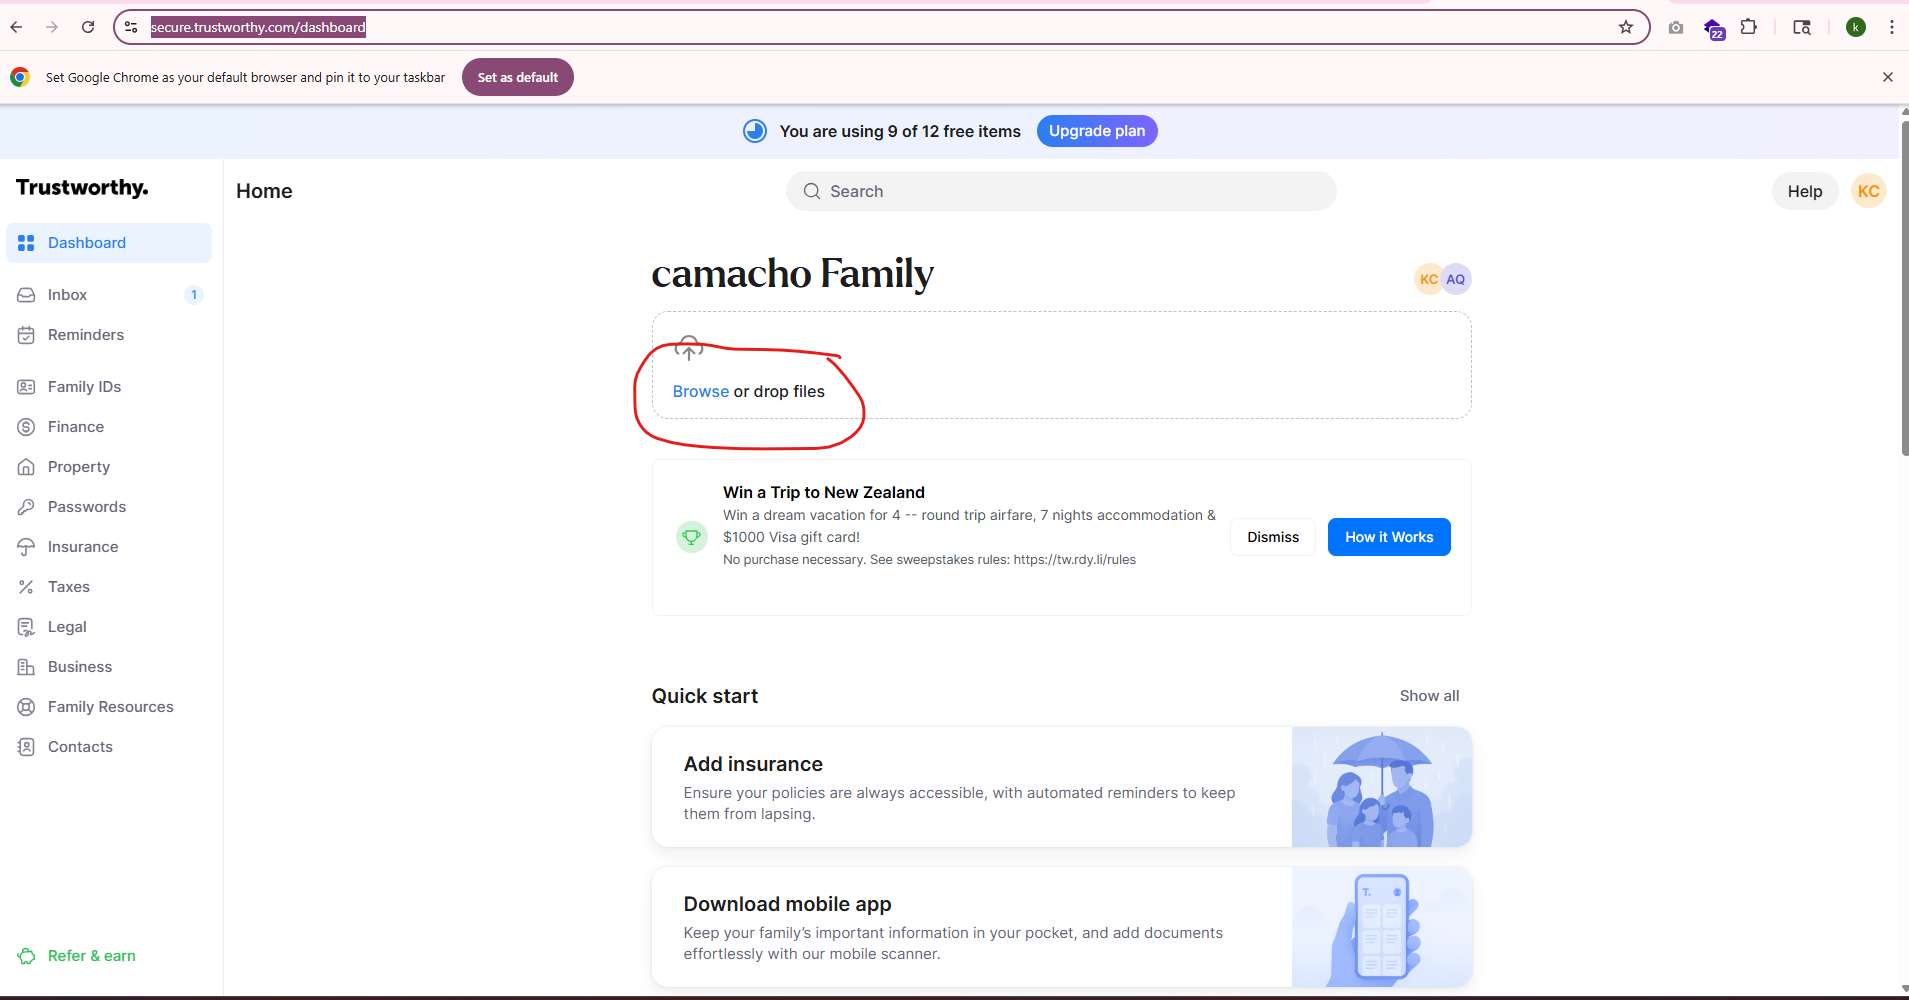 secure.trustworthy.com/dashboard
22
k
Set Google Chrome as your default browser and pin it to your taskbar
Set as default
You are using 9 of 12 free items
Upgrade plan
Trustworthy.
Home
Search
Help
KC
Dashboard
Inbox
1
Reminders
Family IDs
Finance
Property
Passwords
Insurance
Taxes
Legal
Business
Family Resources
Contacts
Refer & earn
camacho Family
KC
AQ
Browse or drop files
Win a Trip to New Zealand
Win a dream vacation for 4 -- round trip airfare, 7 nights accommodation &
$1000 Visa gift card!
No purchase necessary. See sweepstakes rules: https://tw.rdy.li/rules
Dismiss
How it Works
Quick start
Show all
Add insurance
Ensure your policies are always accessible, with automated reminders to keep
them from lapsing.
Download mobile app
Keep your family’s important information in your pocket, and add documents
effortlessly with our mobile scanner.
T.